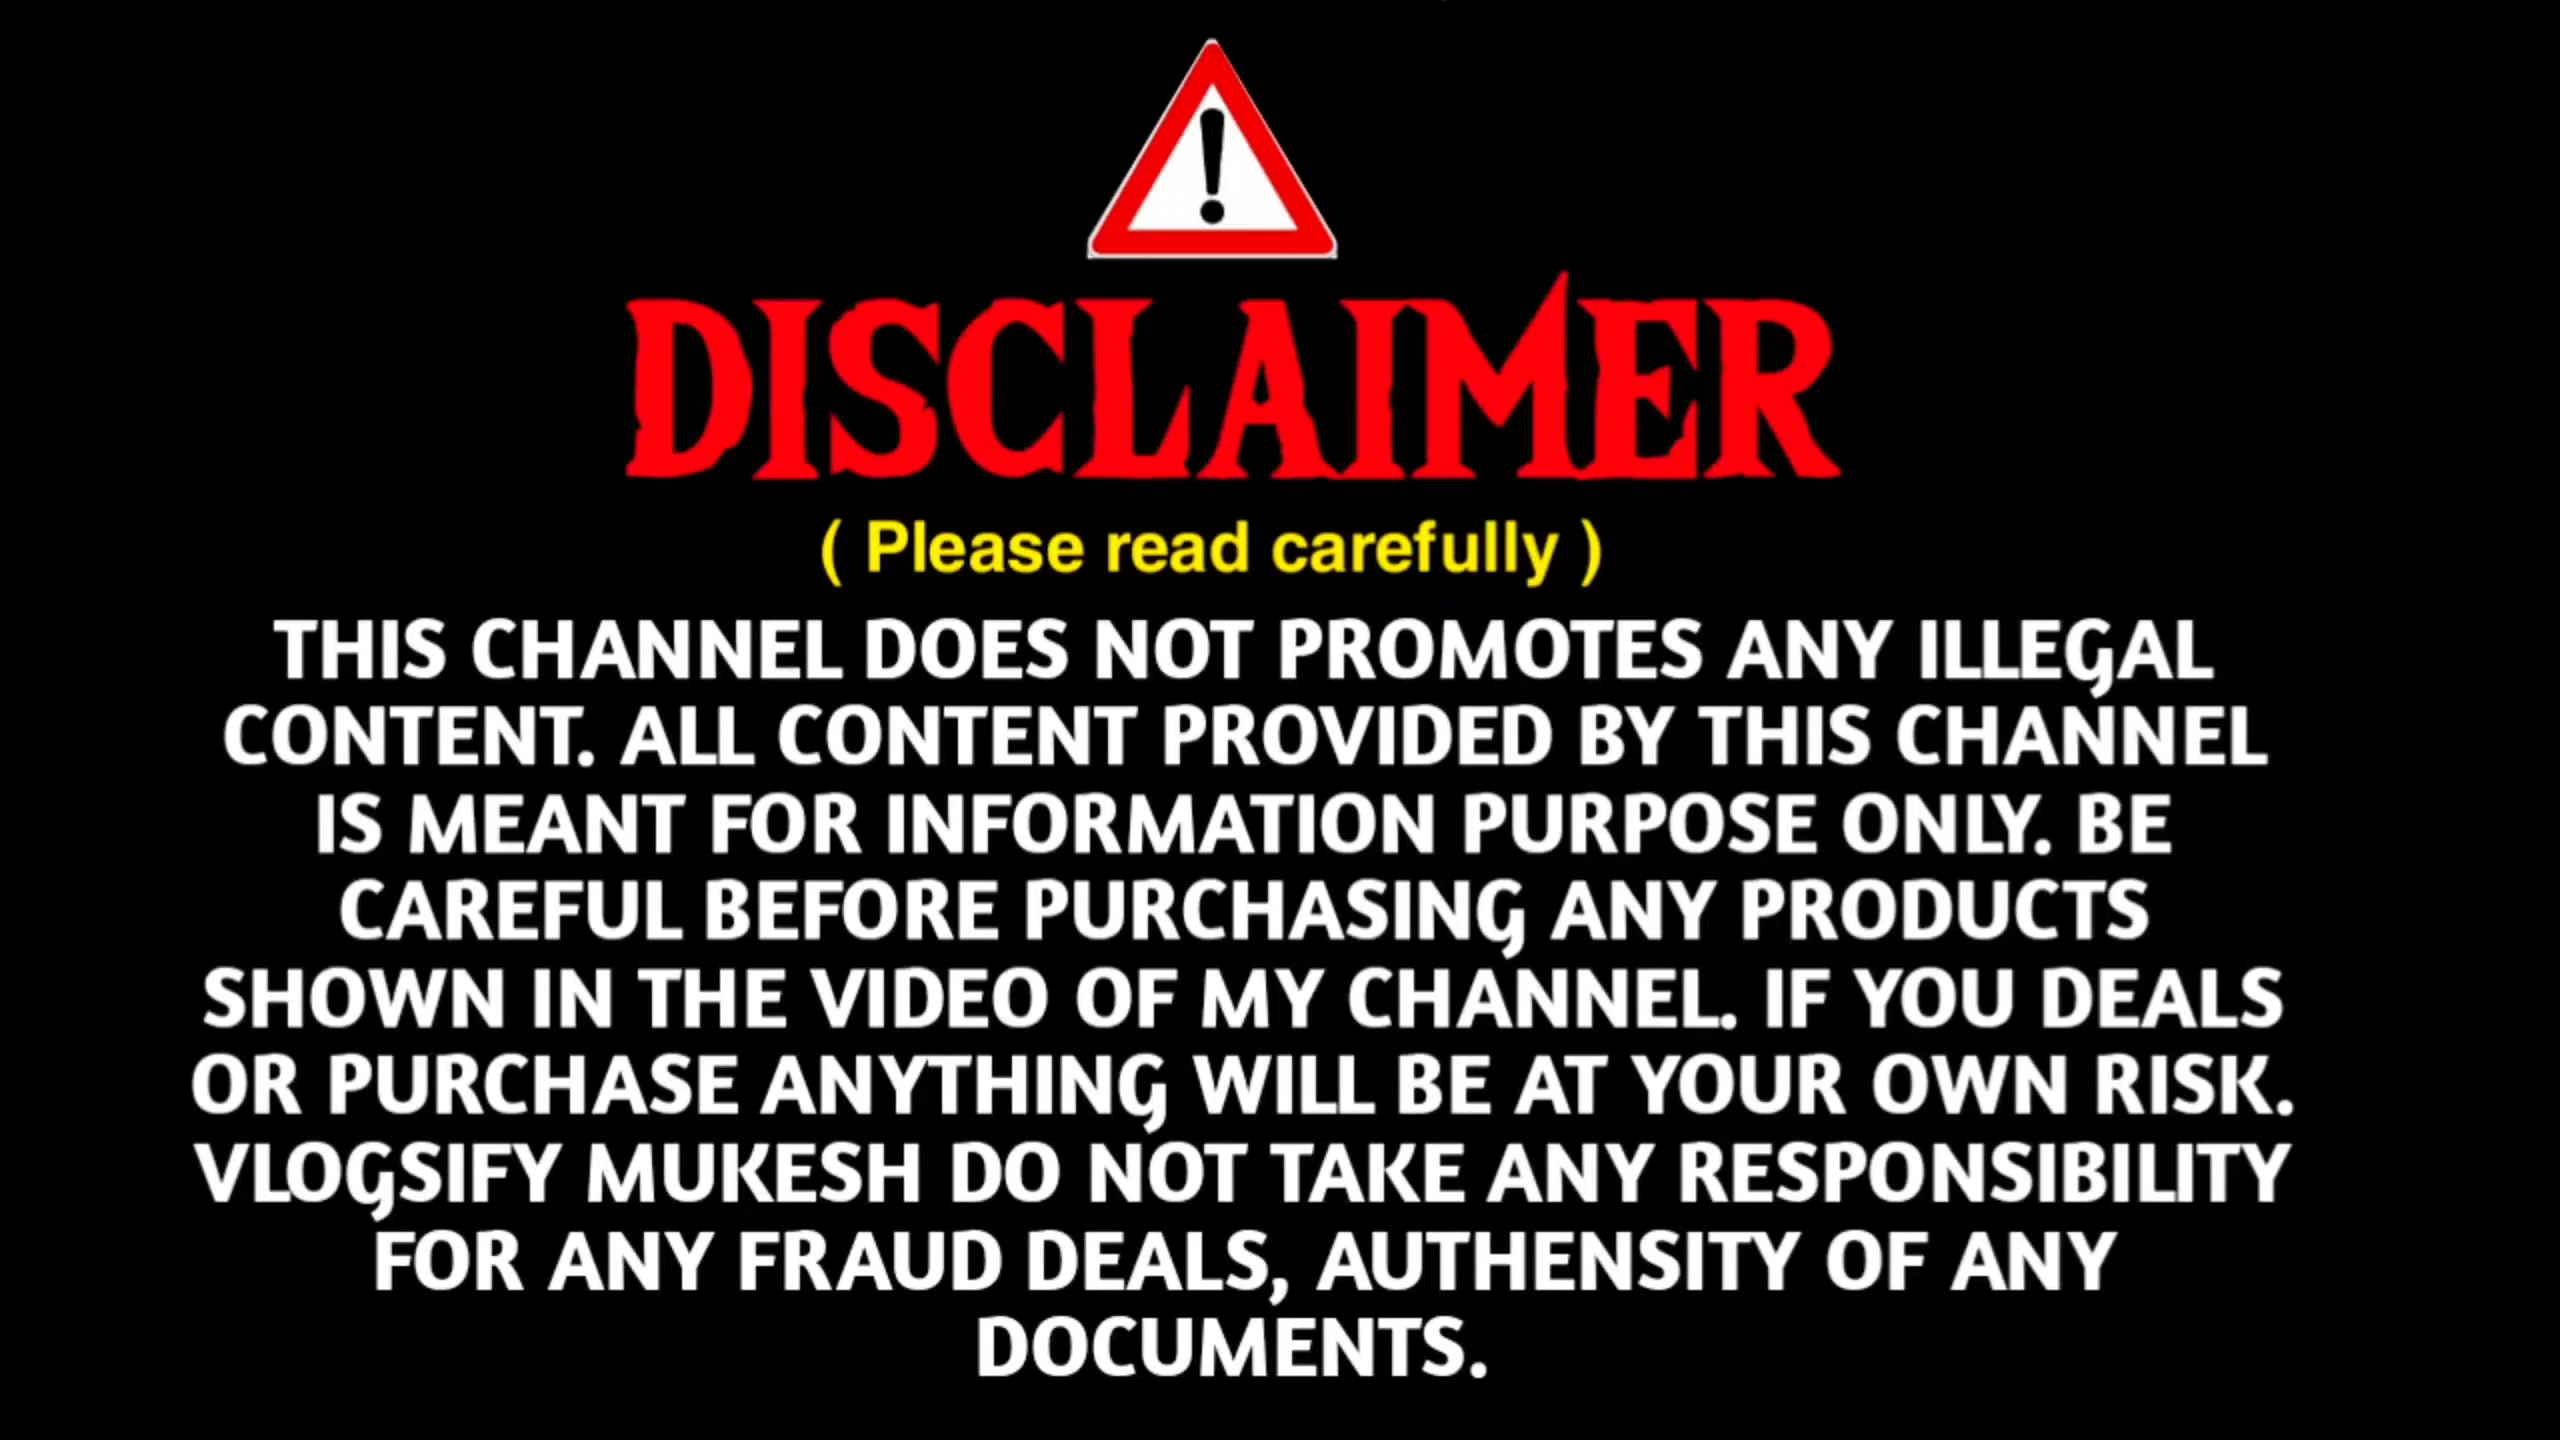 DISCLAIMER
( Please read carefully )
THIS CHANNEL DOES NOT PROMOTES ANY ILLEGAL
CONTENT. ALL CONTENT PROVIDED BY THIS CHANNEL
IS MEANT FOR INFORMATION PURPOSE ONLY. BE
CAREFUL BEFORE PURCHASING ANY PRODUCTS
SHOWN IN THE VIDEO OF MY CHANNEL. IF YOU DEALS
OR PURCHASE ANYTHING WILL BE AT YOUR OWN RISK.
VLOGSIFY MUKESH DO NOT TAKE ANY RESPONSIBILITY
FOR ANY FRAUD DEALS, AUTHENSITY OF ANY
DOCUMENTS.